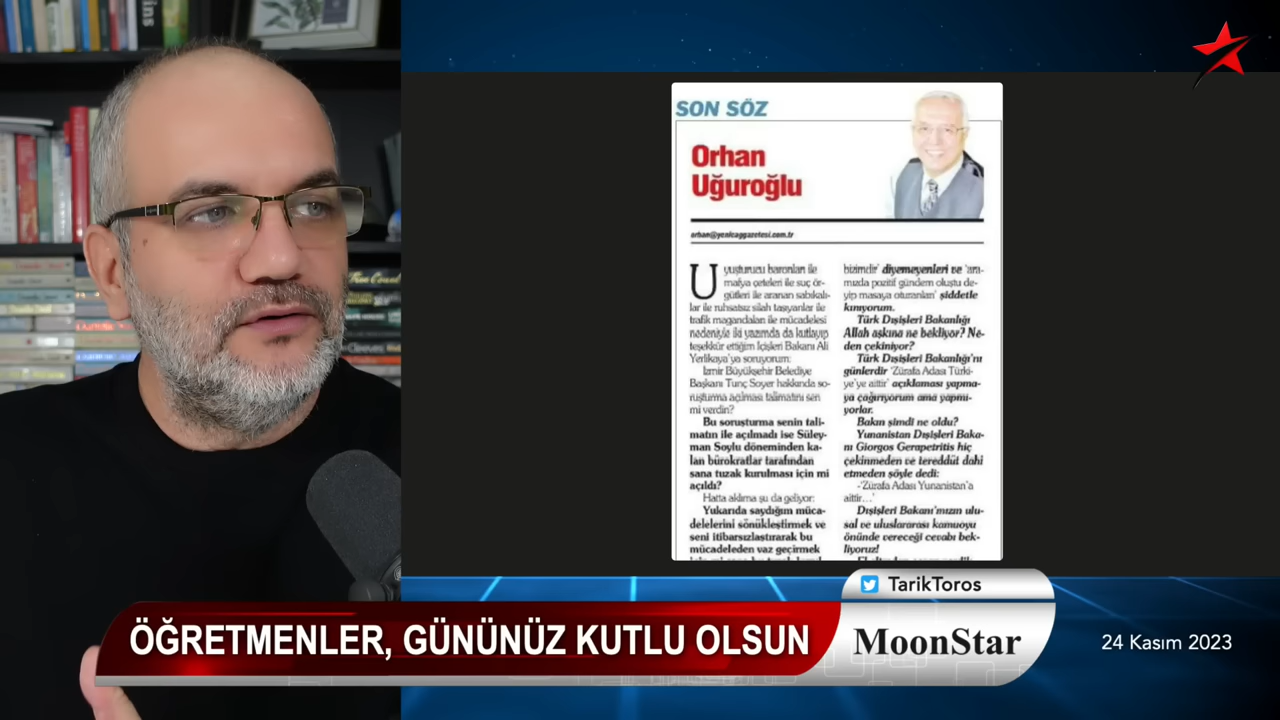 SON SÖZ
Orhan
Uğuroğlu
orhan@yenicaggazetesi.com.tr
Uyuşturucu baronları ile
mafya çeteleri ile suç ör-
gütleri ile aranan sabıkalı-
lar ile ruhsatsız silah taşıyanlar ile
trafik magandaları ile mücadelesi
nedeniyle iki yazımda da kutlayıp
teşekkür ettiğim İçişleri Bakanı Ali
Yerlikaya'ya soruyorum:
İzmir Büyükşehir Belediye
Başkanı Tunç Soyer hakkında so-
ruşturma açılması talimatını sen
mi verdin?
Bu soruşturma senin tali-
matın ile açılmadı ise Süley-
man Soylu döneminden ka-
lan bürokratlar tarafından
sana tuzak kurulması için mi
açıldı?
Hatta aklıma şu da geliyor:
Yukarıda saydığım müca-
delelerini sönükleştirmek ve
seni itibarsızlaştırarak bu
mücadeleden vaz geçirmek
bizimdir' diyemeyenleri ve 'ara-
mızda pozitif gündem oluştu de-
yip masaya oturanları' şiddetle
kınıyorum.
Türk Dışişleri Bakanlığı
Allah aşkına ne bekliyor? Ne-
den çekiniyor?
Türk Dışişleri Bakanlığı'nı
günlerdir 'Zürafa Adası Türki-
ye'ye aittir' açıklaması yapma-
ya çağırıyorum ama yapmı-
yorlar.
Bakın şimdi ne oldu?
Yunanistan Dışişleri Baka-
nı Giorgos Gerapetritis hiç
çekinmeden ve tereddüt dahi
etmeden şöyle dedi:
-'Zürafa Adası Yunanistan'a
aittir…'
Dışişleri Bakanı'mızın ulu-
sal ve uluslararası kamuoyu
önünde vereceği cevabı bek-
liyoruz!
TarikToros
ÖĞRETMENLER, GÜNÜNÜZ KUTLU OLSUN
MoonStar
24 Kasım 2023